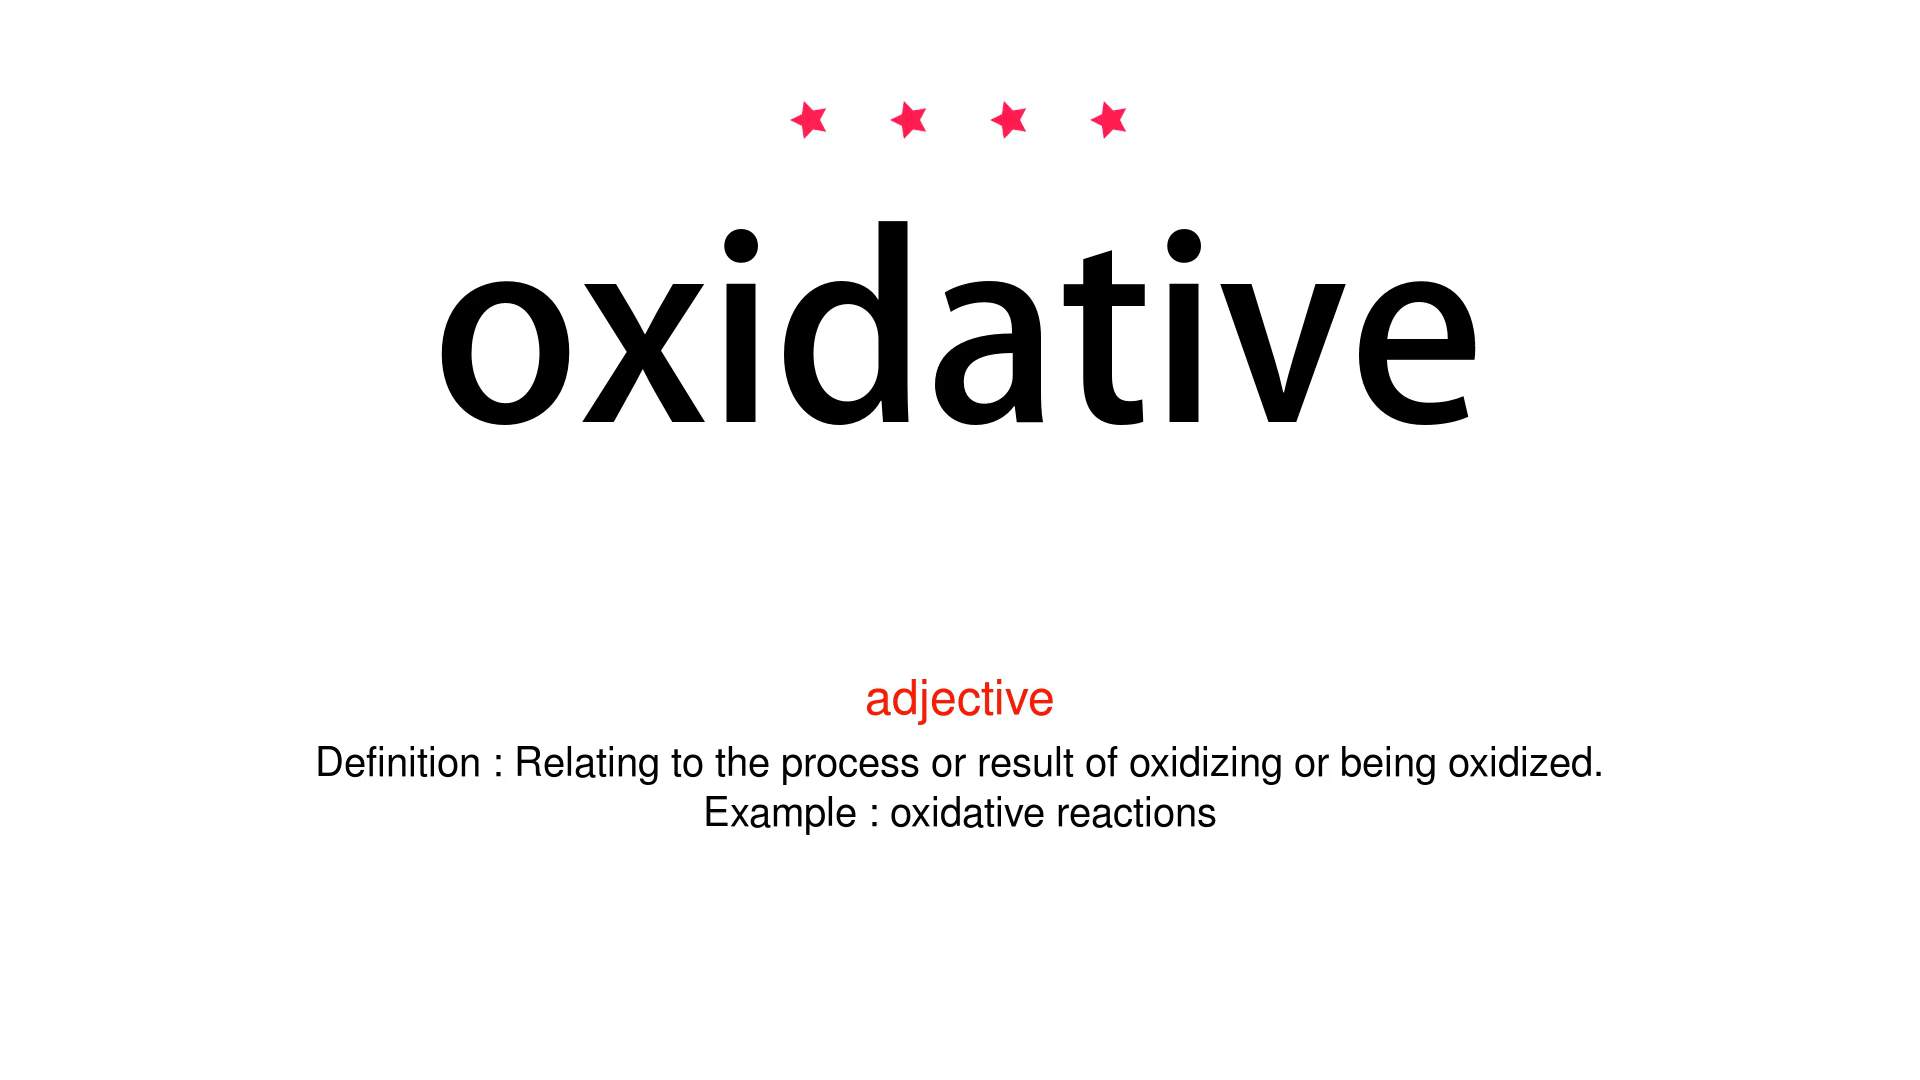 oxidative
adjective
Definition : Relating to the process or result of oxidizing or being oxidized.
Example : oxidative reactions